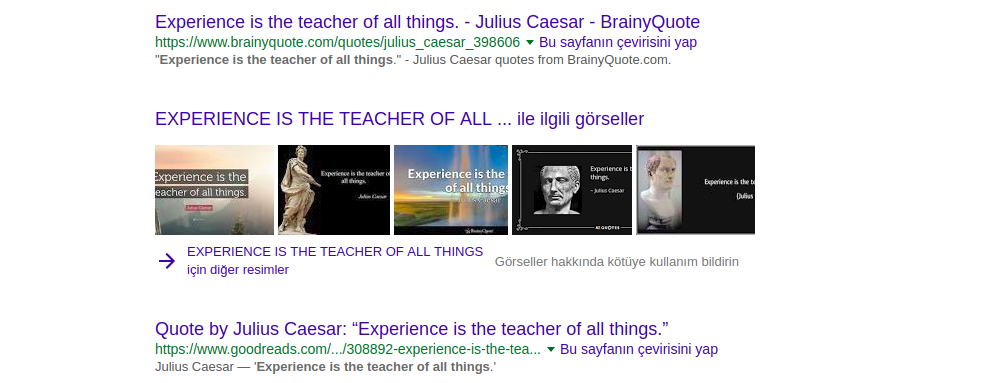 Experience is the teacher of all things. - Julius Caesar - BrainyQuote
https://www.brainyquote.com/quotes/julius_caesar_398606 Bu sayfanın çevirisini yap
"Experience is the teacher of all things." - Julius Caesar quotes from BrainyQuote.com.
EXPERIENCE IS THE TEACHER OF ALL ... ile ilgili görseller
Experience is the
teacher of all things.
Experience is the teacher o
all things.
Julius Caesar
Experience is the
of all things
Julius Caesar
BrainyQuote
Experience is t
things.
~ Julius Caesar
AZ QUOTES
Experience is the te
(Julius
EXPERIENCE IS THE TEACHER OF ALL THINGS
için diğer resimler
Görseller hakkında kötüye kullanım bildirin
Quote by Julius Caesar: “Experience is the teacher of all things.”
https://www.goodreads.com/.../308892-experience-is-the-tea... Bu sayfanın çevirisini yap
Julius Caesar — 'Experience is the teacher of all things.'